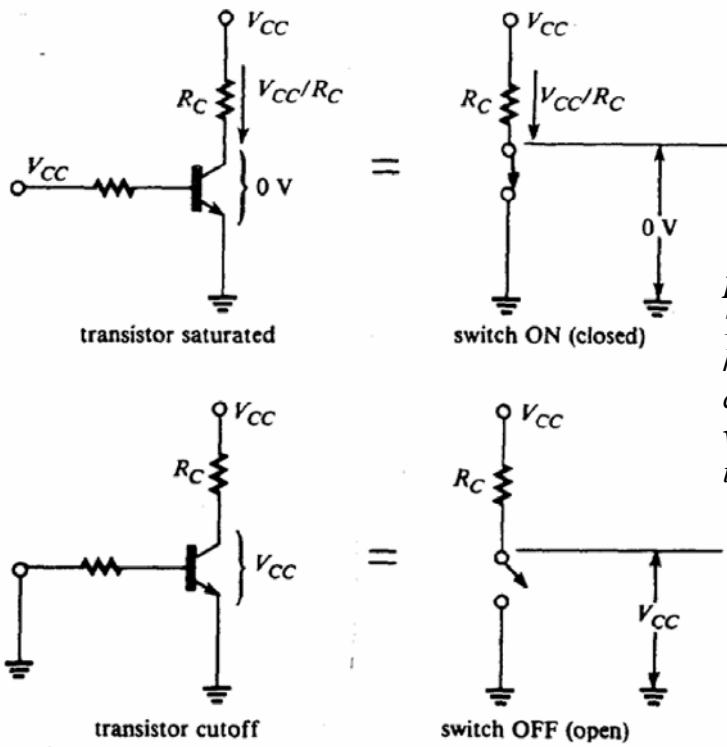 V_CC
R_C
V_CC/R_C
V_CC
0 V
transistor saturated
=
V_CC
R_C
V_CC/R_C
0 V
switch ON (closed)
V_CC
R_C
V_CC
transistor cutoff
=
V_CC
R_C
V_CC
switch OFF (open)